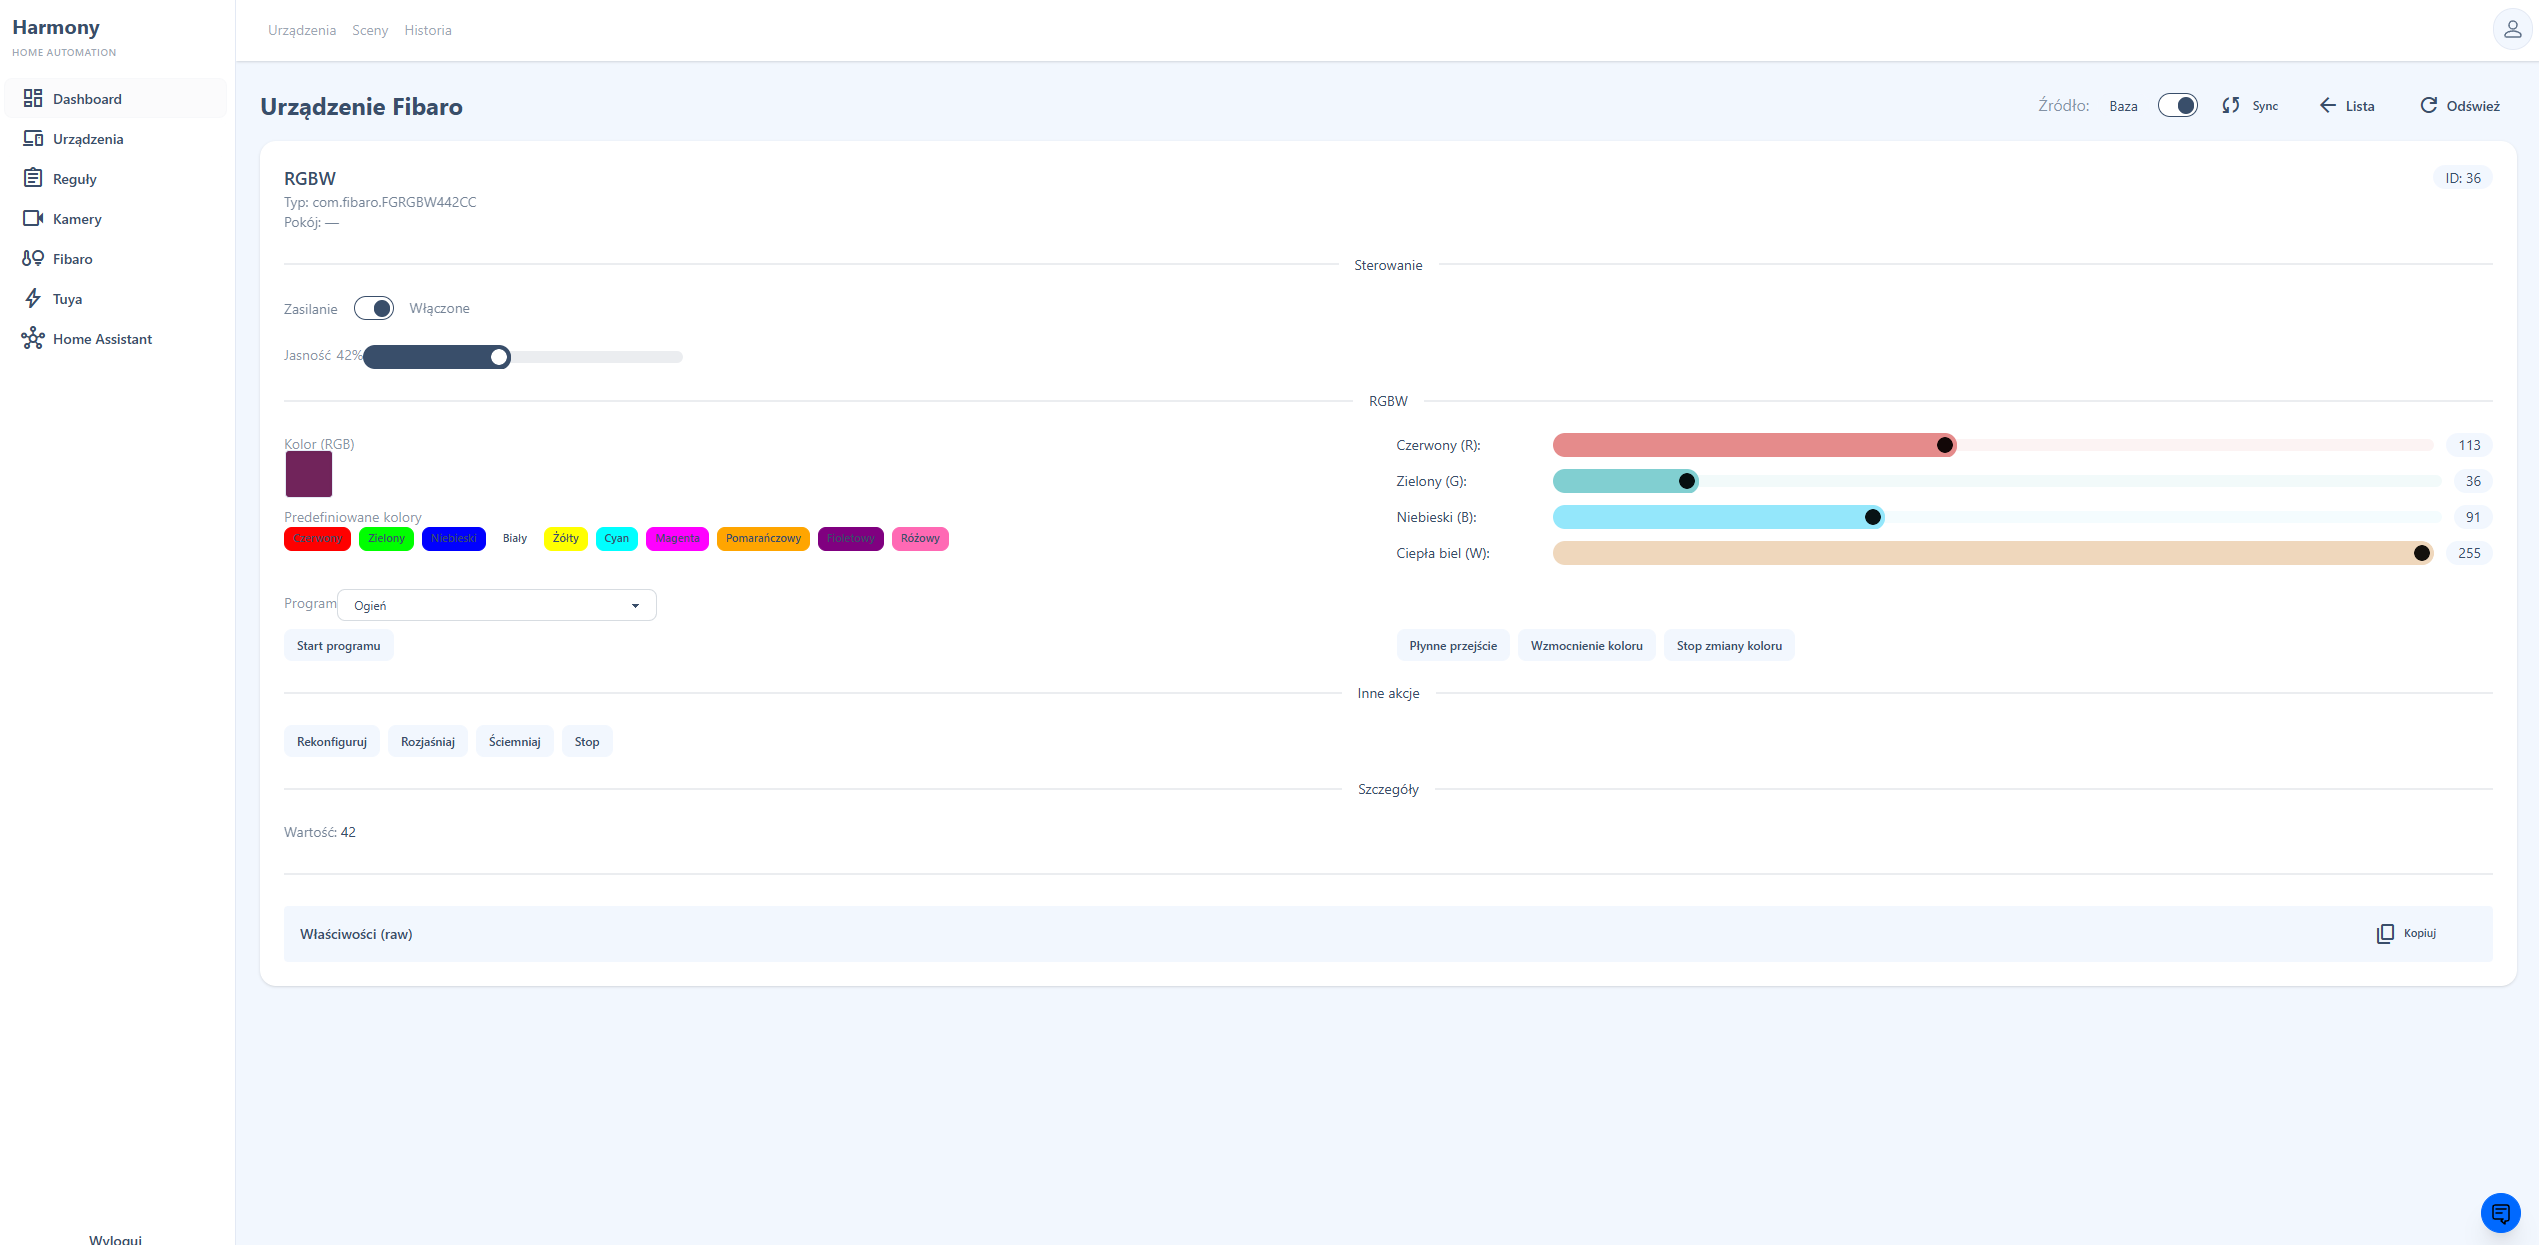 Harmony
HOME AUTOMATION
Dashboard
Urządzenia
Reguły
Kamery
Fibaro
Tuya
Home Assistant
Wyloguj
Urządzenia Sceny Historia
Urządzenie Fibaro
Źródło: Baza Sync Lista Odśwież
RGBW
ID: 36
Typ: com.fibaro.FGRGBW442CC
Pokój: —
Sterowanie
Zasilanie Włączone
Jasność 42%
RGBW
Kolor (RGB)
Predefiniowane kolory
Czerwony Zielony Niebieski Biały Żółty Cyan Magenta Pomarańczowy Fioletowy Różowy
Program Ogień
Start programu
Czerwony (R): 113
Zielony (G): 36
Niebieski (B): 91
Ciepła biel (W): 255
Płynne przejście Wzmocnienie koloru Stop zmiany koloru
Inne akcje
Rekonfiguruj Rozjaśniaj Ściemniaj Stop
Szczegóły
Wartość: 42
Właściwości (raw) Kopiuj